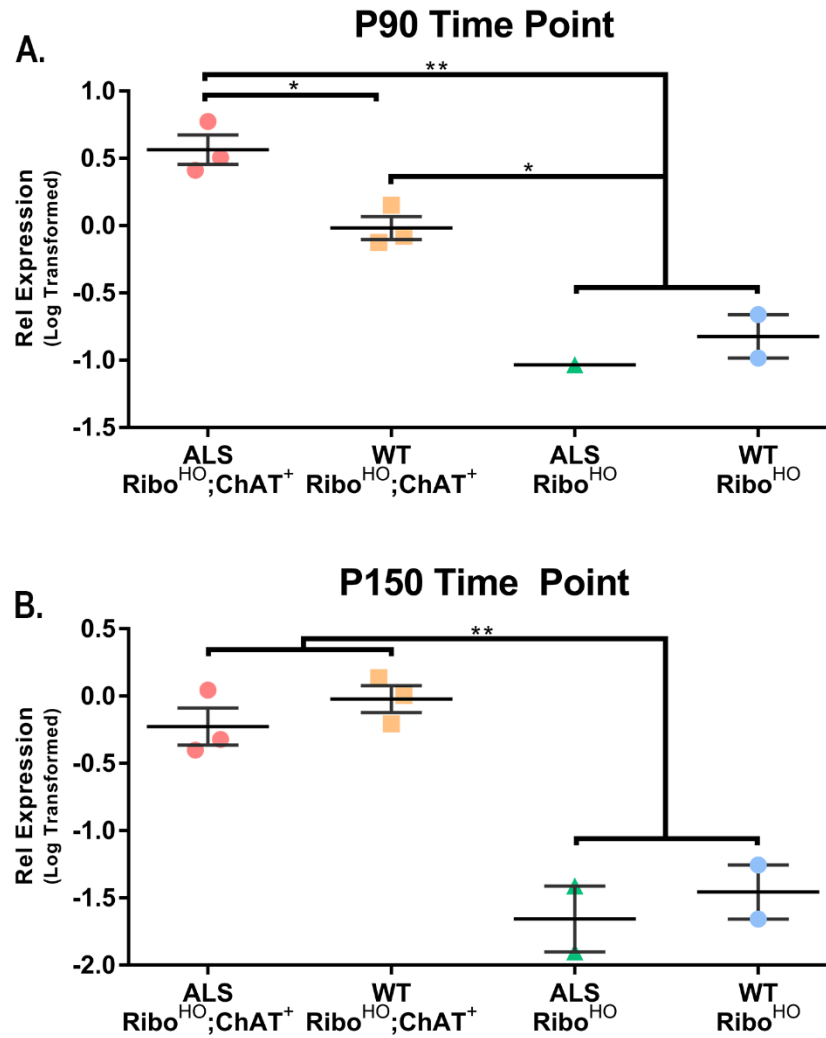 P90 Time Point
A.
**
*
*
1.0
0.5
0.0
-0.5
-1.0
-1.5
Rel Expression
(Log Transformed)
ALS WT ALS WT
Ribo^HO;ChAT^+ Ribo^HO;ChAT^+ Ribo^HO Ribo^HO
P150 Time Point
B.
**
0.5
0.0
-0.5
-1.0
-1.5
-2.0
Rel Expression
(Log Transformed)
ALS WT ALS WT
Ribo^HO;ChAT^+ Ribo^HO;ChAT^+ Ribo^HO Ribo^HO